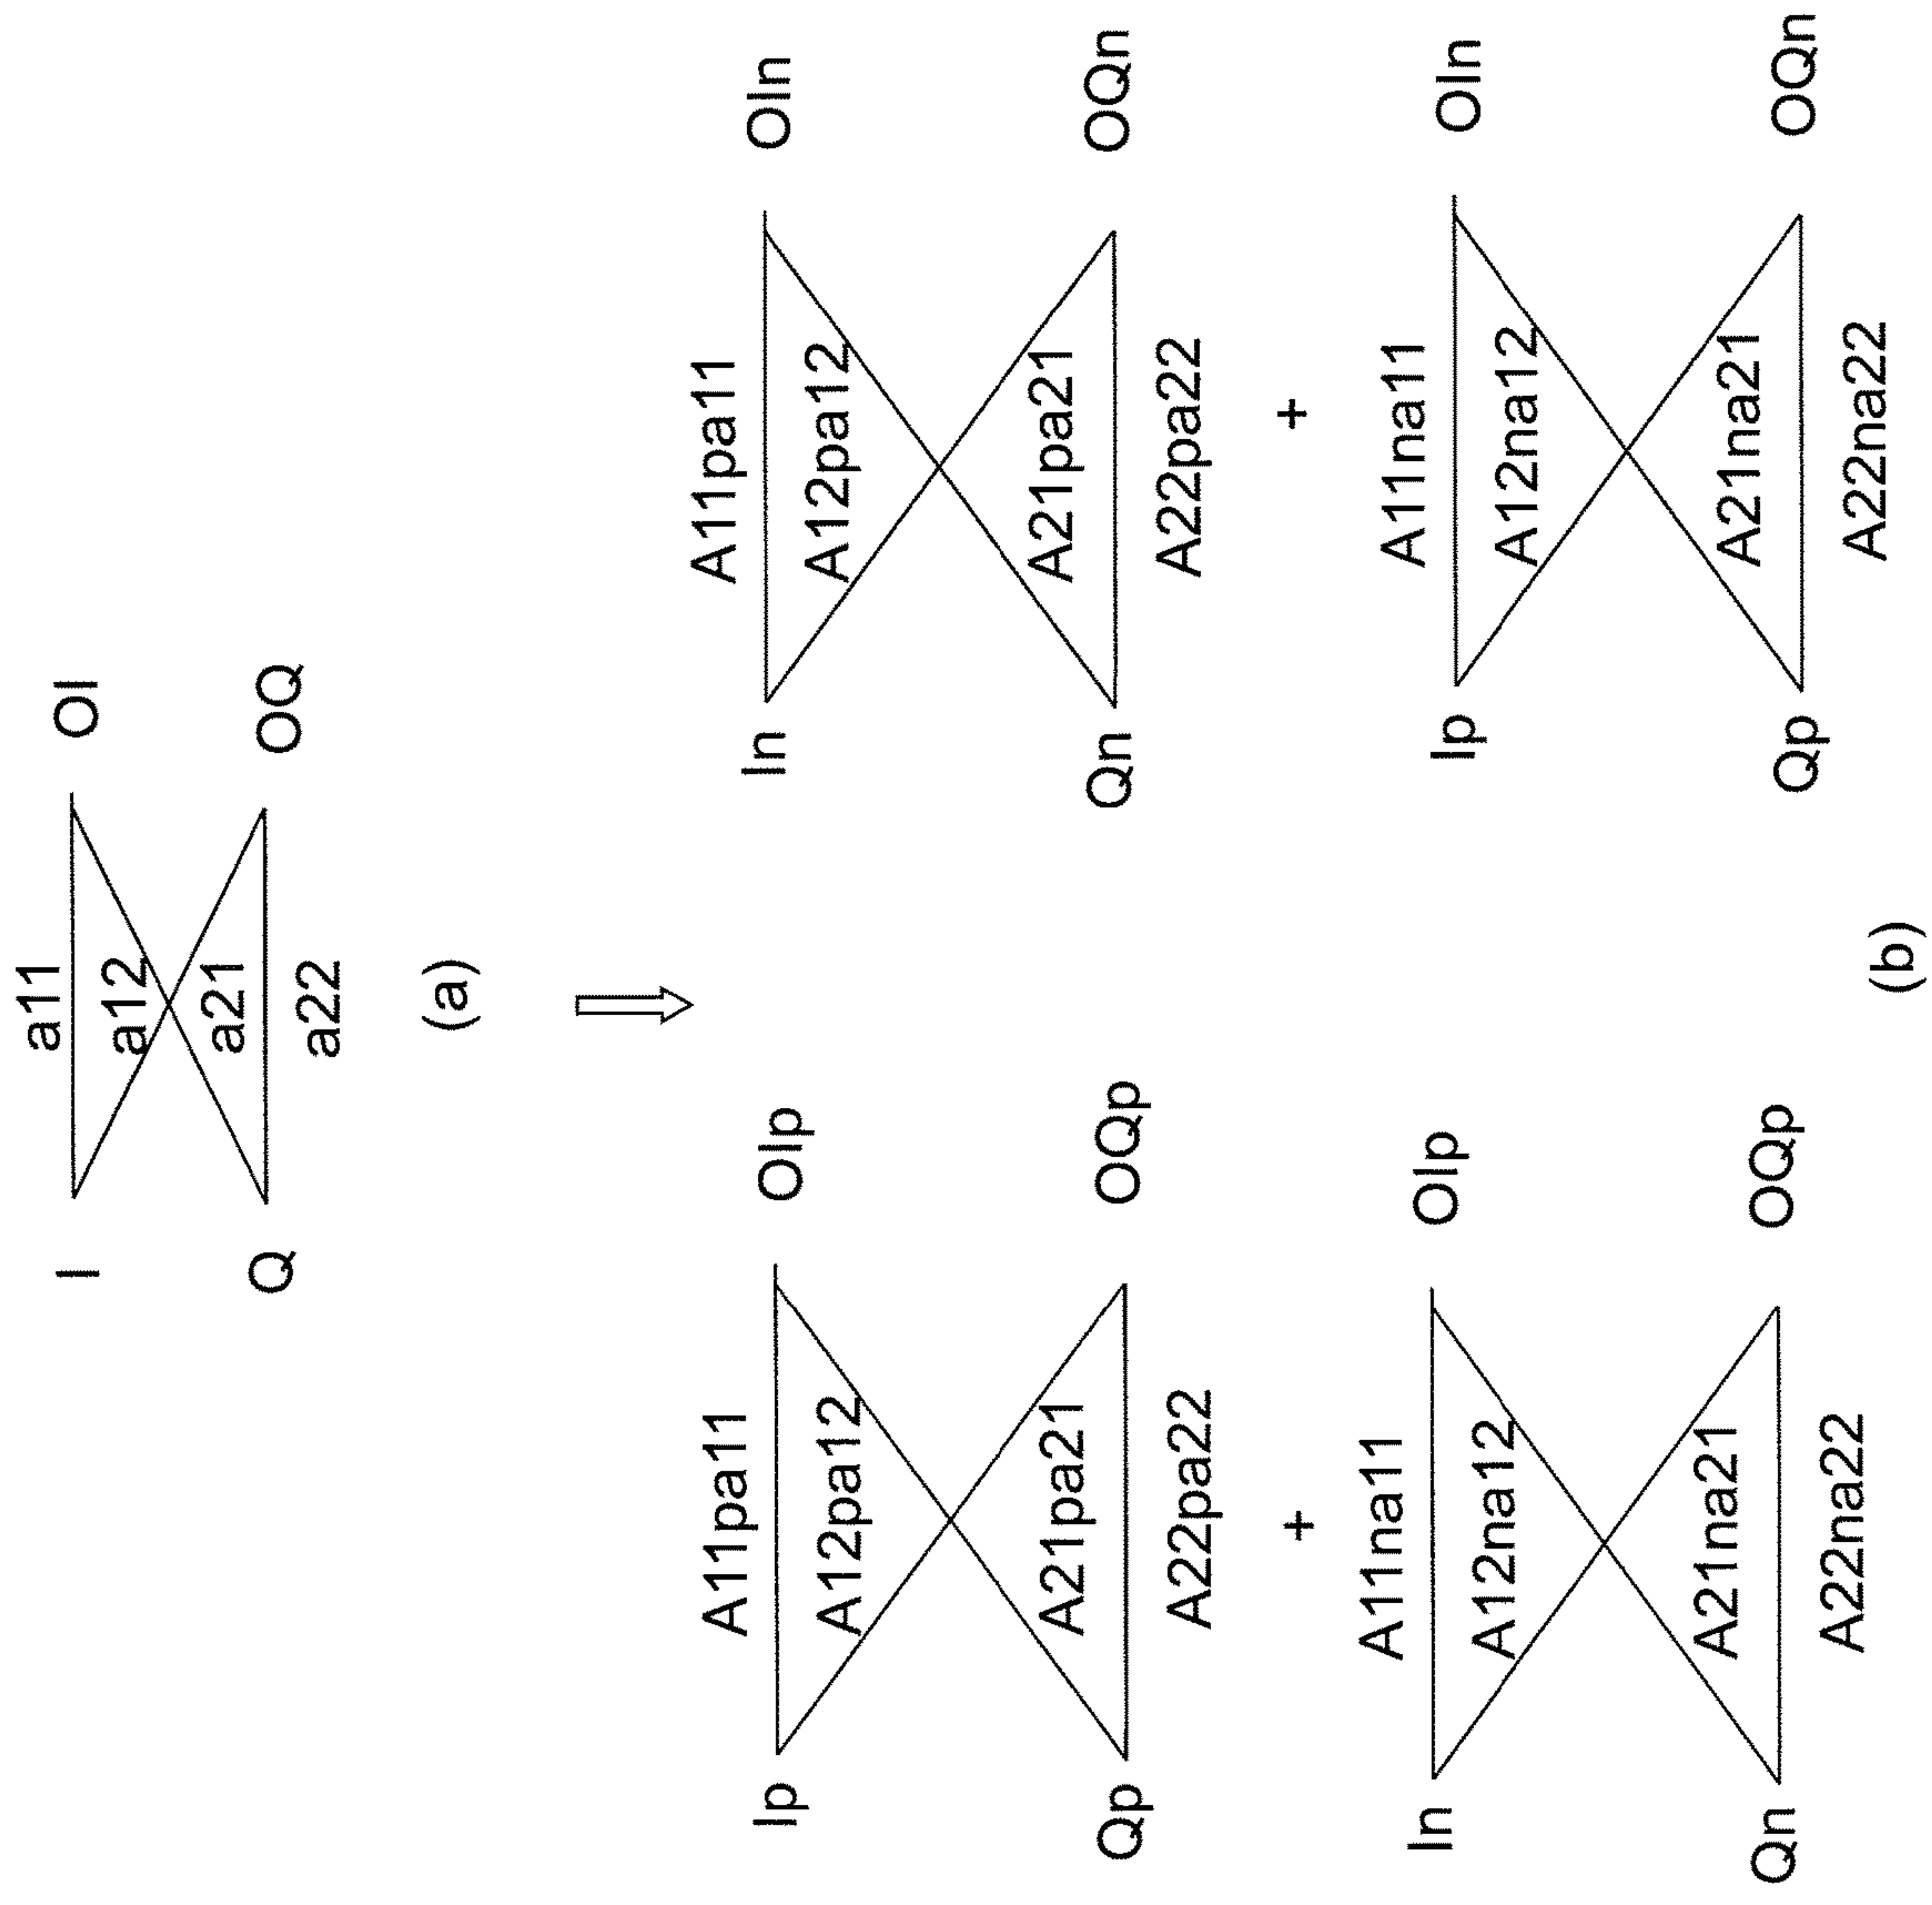 a11
I
OI
a12
a21
Q
OQ
a22
(a)
A11pa11
Ip
OIp
A12pa12
A21pa21
Qp
OQp
A22pa22
+
A11na11
In
OIp
A12na12
A21na21
Qn
OQp
A22na22
A11pa11
In
OIn
A12pa12
A21pa21
Qn
OQn
A22pa22
+
A11na11
Ip
OIn
A12na12
A21na21
Qp
OQn
A22na22
(b)